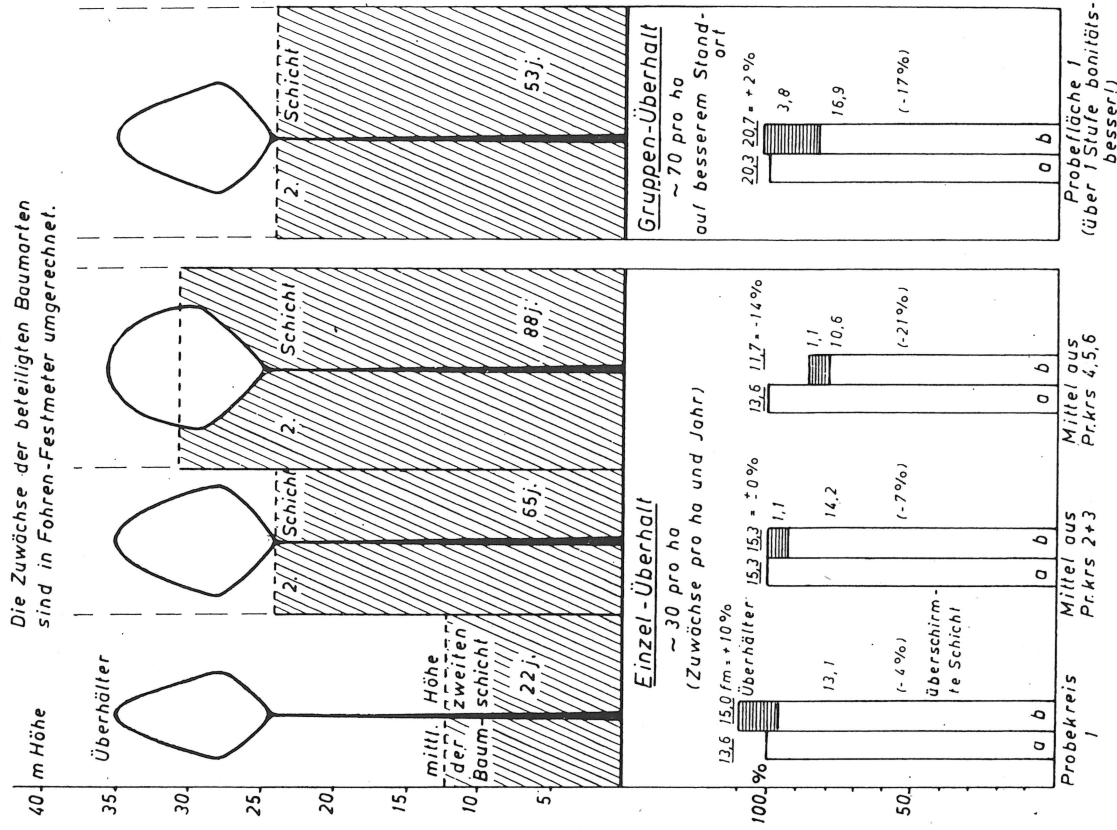 Die Zuwächse der beteiligten Baumarten
sind in Fohren-Festmeter umgerechnet.
40 m Höhe
35
30
25
20
15
10
5
Überhälter
mittl. Höhe
der zweiten
Baum-schicht
22j.
2. Schicht
65j.
2. Schicht
88j.
2. Schicht
53j.
Einzel-Überhalt
~ 30 pro ha
(Zuwächse pro ha und Jahr)
Gruppen-Überhalt
~ 70 pro ha
auf besserem Stand-
ort
100.%
50.
13,6 15,0 fm = +10%
Überhälter
13,1
(-4%)
überschirm-
te Schicht
a b
Probekreis
1
15,3 15,3 = ±0%
1,1
14,2
(-7%)
a b
Mittel aus
Pr.krs 2+3
13,6 11,7 = -14%
1,1
10,6
(-21%)
a b
Mittel aus
Pr.krs 4,5,6
20,3 20,7 = +2%
3,8
16,9
(-17%)
a b
Probefläche 1
(über 1 Stufe bonitäts-
besser!)